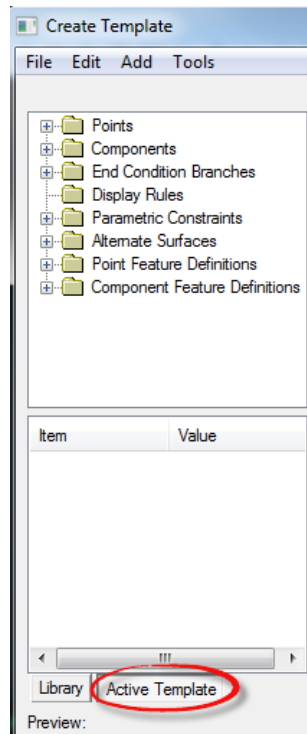 Create Template
File Edit Add Tools
Points
Components
End Condition Branches
Display Rules
Parametric Constraints
Alternate Surfaces
Point Feature Definitions
Component Feature Definitions
Item Value
Library Active Template
Preview: